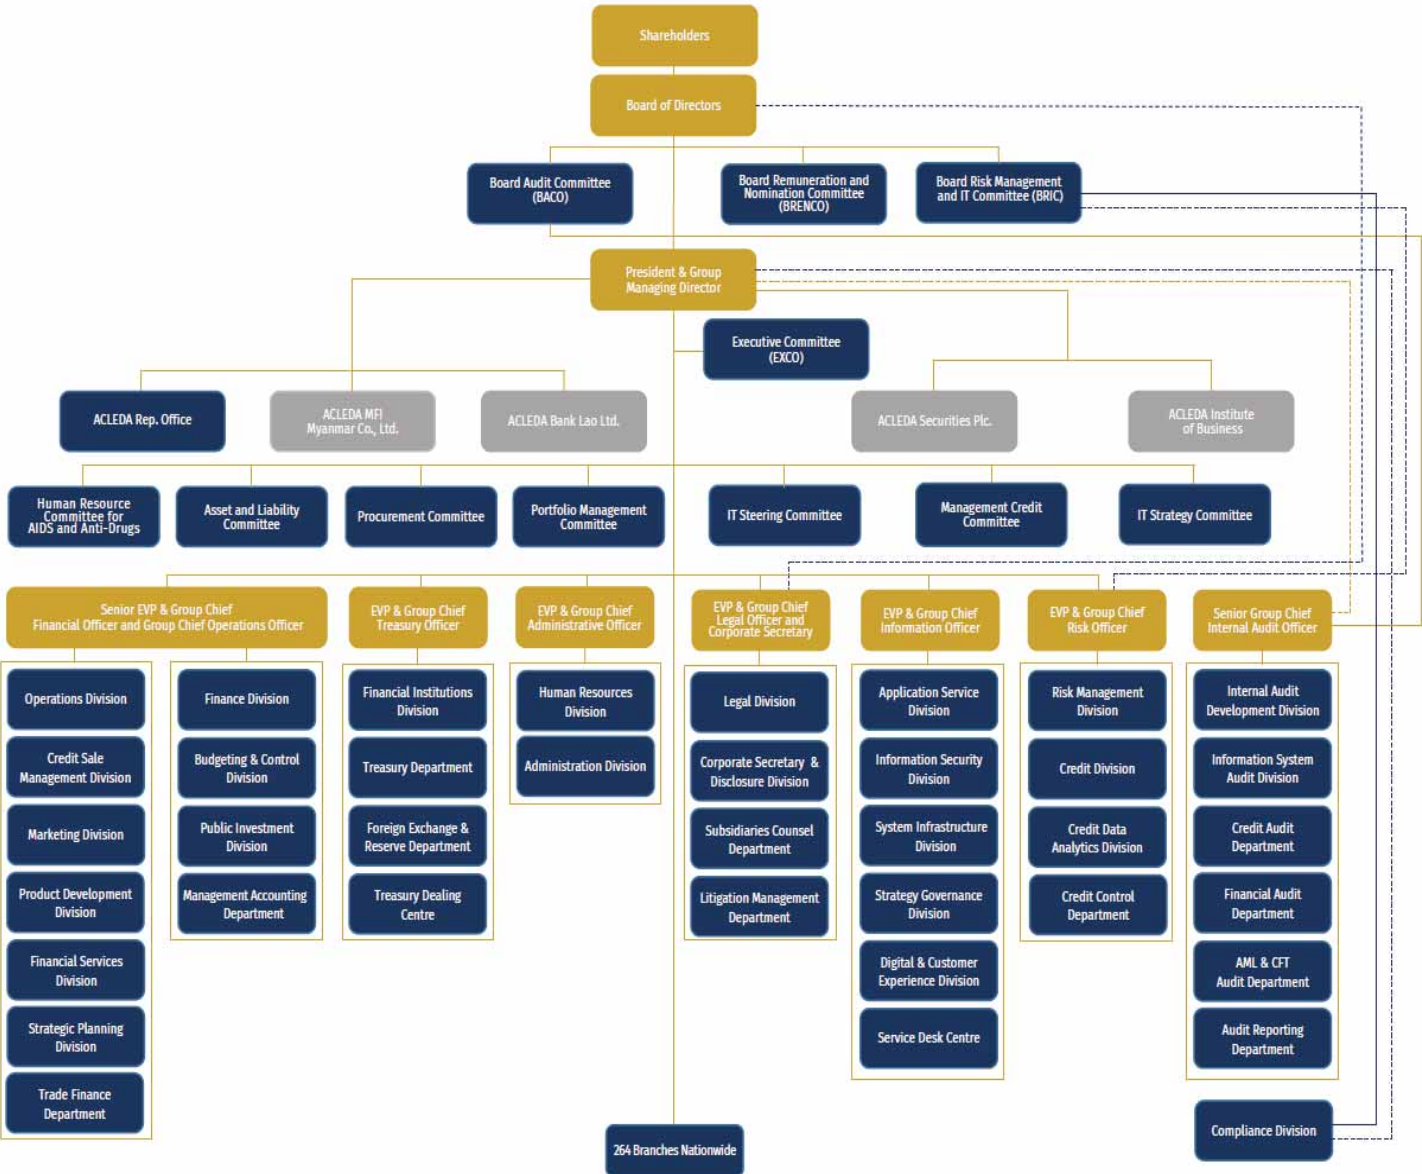 Shareholders
Board of Directors
Board Audit Committee
(BACO)
Board Remuneration and
Nomination Committee
(BRENCO)
Board Risk Management
and IT Committee (BRIC)
President & Group
Managing Director
Executive Committee
(EXCO)
ACLEDA Rep. Office
ACLEDA MFI
Myanmar Co., Ltd.
ACLEDA Bank Lao Ltd.
ACLEDA Securities Plc.
ACLEDA Institute
of Business
Human Resource
Committee for
AIDS and Anti-Drugs
Asset and Liability
Committee
Procurement Committee
Portfolio Management
Committee
IT Steering Committee
Management Credit
Committee
IT Strategy Committee
Senior EVP & Group Chief
Financial Officer and Group Chief Operations Officer
EVP & Group Chief
Treasury Officer
EVP & Group Chief
Administrative Officer
EVP & Group Chief
Legal Officer and
Corporate Secretary
EVP & Group Chief
Information Officer
EVP & Group Chief
Risk Officer
Senior Group Chief
Internal Audit Officer
Operations Division
Credit Sale
Management Division
Marketing Division
Product Development
Division
Financial Services
Division
Strategic Planning
Division
Trade Finance
Department
Finance Division
Budgeting & Control
Division
Public Investment
Division
Management Accounting
Department
Financial Institutions
Division
Treasury Department
Foreign Exchange &
Reserve Department
Treasury Dealing
Centre
Human Resources
Division
Administration Division
Legal Division
Corporate Secretary &
Disclosure Division
Subsidiaries Counsel
Department
Litigation Management
Department
Application Service
Division
Information Security
Division
System Infrastructure
Division
Strategy Governance
Division
Digital & Customer
Experience Division
Service Desk Centre
Risk Management
Division
Credit Division
Credit Data
Analytics Division
Credit Control
Department
Internal Audit
Development Division
Information System
Audit Division
Credit Audit
Department
Financial Audit
Department
AML & CFT
Audit Department
Audit Reporting
Department
Compliance Division
264 Branches Nationwide